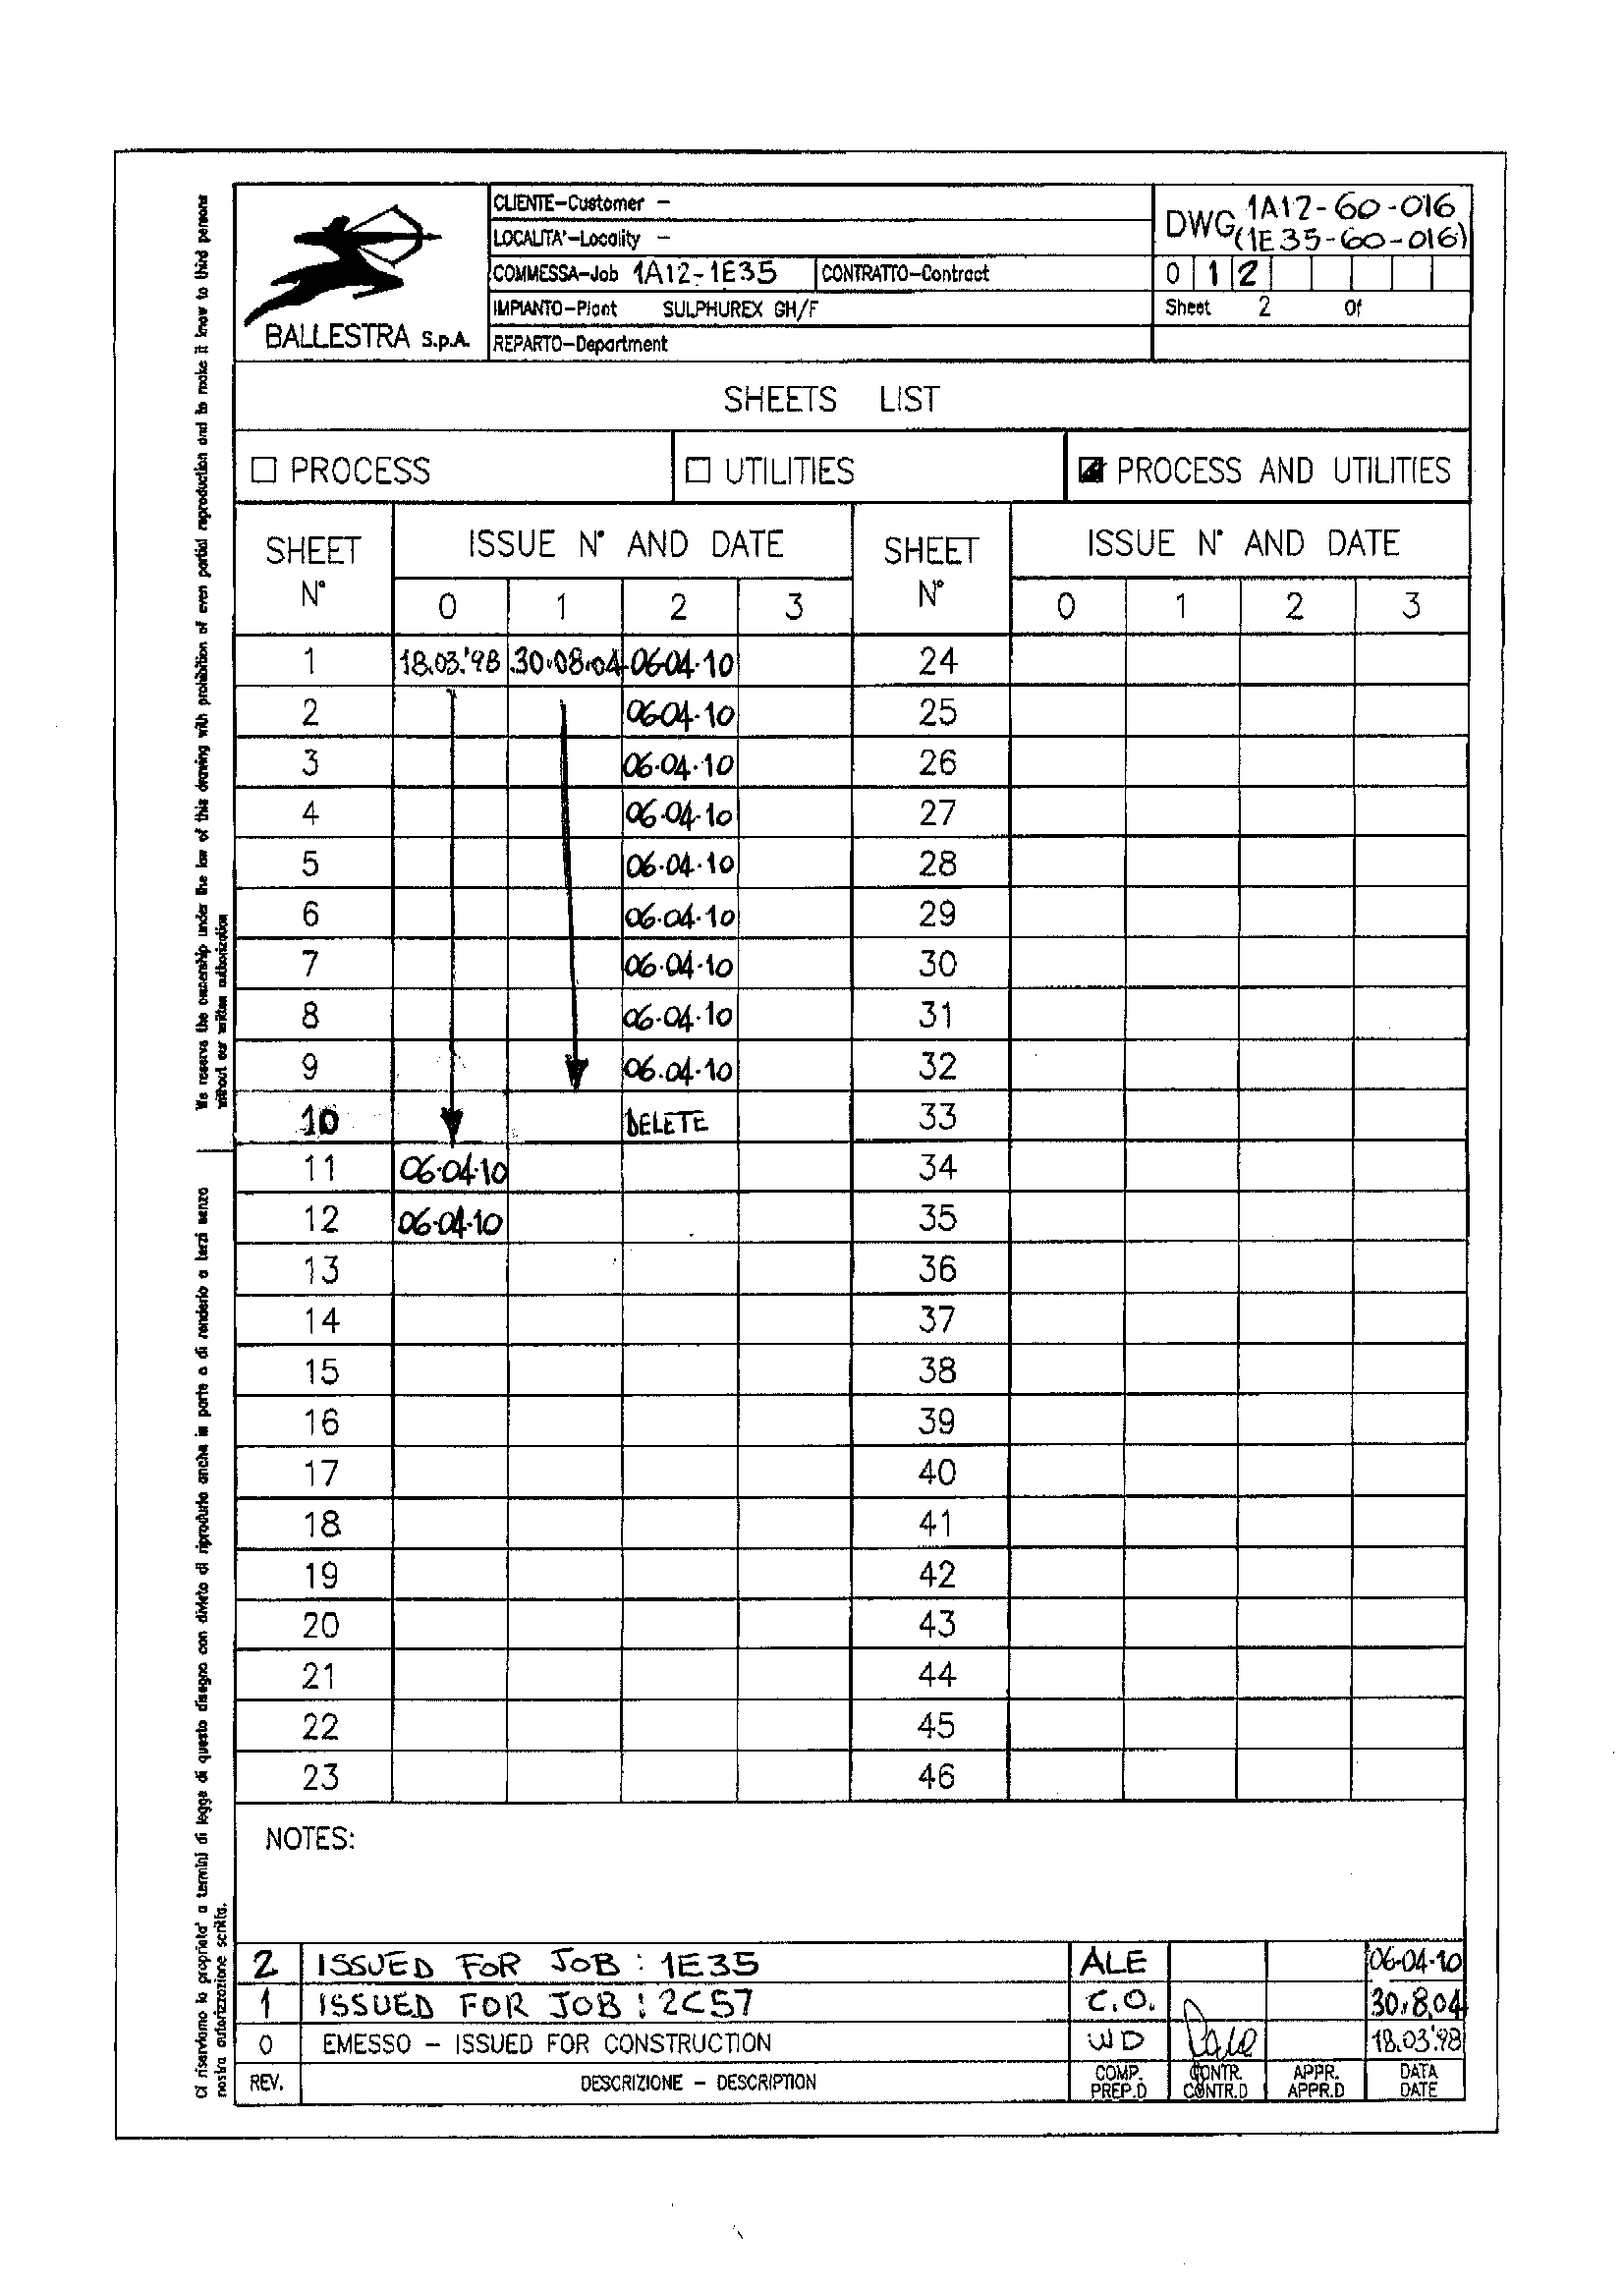 CLIENTE-Customer -
LOCALITA'-Locality -
COMMESSA-Job 1A12-1E35 CONTRATTO-Contract
IMPIANTO-Plant SULPHUREX GH/F
REPARTO-Department
BALLESTRA S.p.A.
DWG 1A12-60-016
(1E35-60-016)
0 1 2
Sheet 2 Of
SHEETS LIST
☐ PROCESS
☐ UTILITIES
PROCESS AND UTILITIES
SHEET N° ISSUE N° AND DATE SHEET N° ISSUE N° AND DATE
0 1 2 3 0 1 2 3
1 18.03.'98 30.08.04 06.04.10 24
2 06.04.10 25
3 06.04.10 26
4 06.04.10 27
5 06.04.10 28
6 06.04.10 29
7 06.04.10 30
8 06.04.10 31
9 06.04.10 32
10 DELETE 33
11 06.04.10 34
12 06.04.10 35
13 36
14 37
15 38
16 39
17 40
18 41
19 42
20 43
21 44
22 45
23 46
NOTES:
2 ISSUED FOR JOB : 1E35 ALE 06-04-10
1 ISSUED FOR JOB : 2C57 C.O. 30.8.04
0 EMESSO - ISSUED FOR CONSTRUCTION WD 18.03.'98
REV. DESCRIZIONE - DESCRIPTION COMP. PREP.D CONTR. CONTR.D APPR. APPR.D DATA DATE
We reserve the ownership under the law of this drawing with prohibition of even partial reproduction and to make it know to third persons
without our written authorization
Ci riserviamo la proprieta' a termini di legge di questo disegno con divieto di riprodurlo anche in parte o di renderlo a terzi senza
nostra autorizzazione scritta.